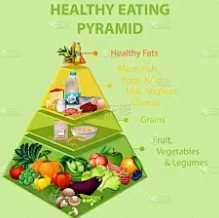 HEALTHY EATING
PYRAMID
Healthy Fats
Meat, Fish,
Eggs, Nuts
Milk, Yoghurt,
Cheese
Grains
Fruit,
Vegetables
& Legumes